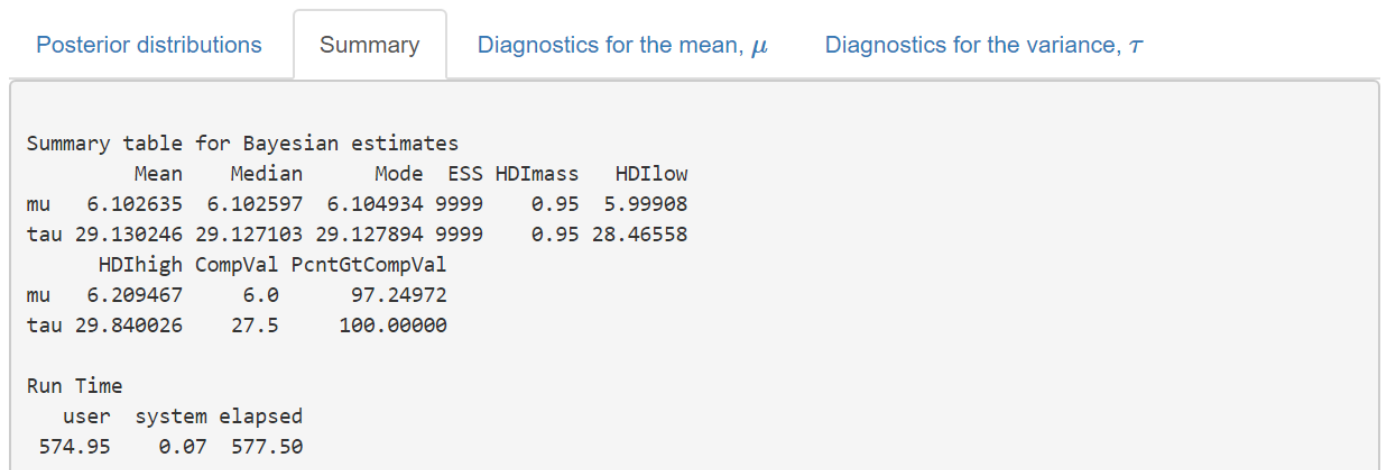 Posterior distributions Summary Diagnostics for the mean, μ Diagnostics for the variance, τ
Summary table for Bayesian estimates
Mean Median Mode ESS HDImass HDIlow
mu 6.102635 6.102597 6.104934 9999 0.95 5.99908
tau 29.130246 29.127103 29.127894 9999 0.95 28.46558
HDIhigh CompVal PcntGtCompVal
mu 6.209467 6.0 97.24972
tau 29.840026 27.5 100.00000
Run Time
user system elapsed
574.95 0.07 577.50